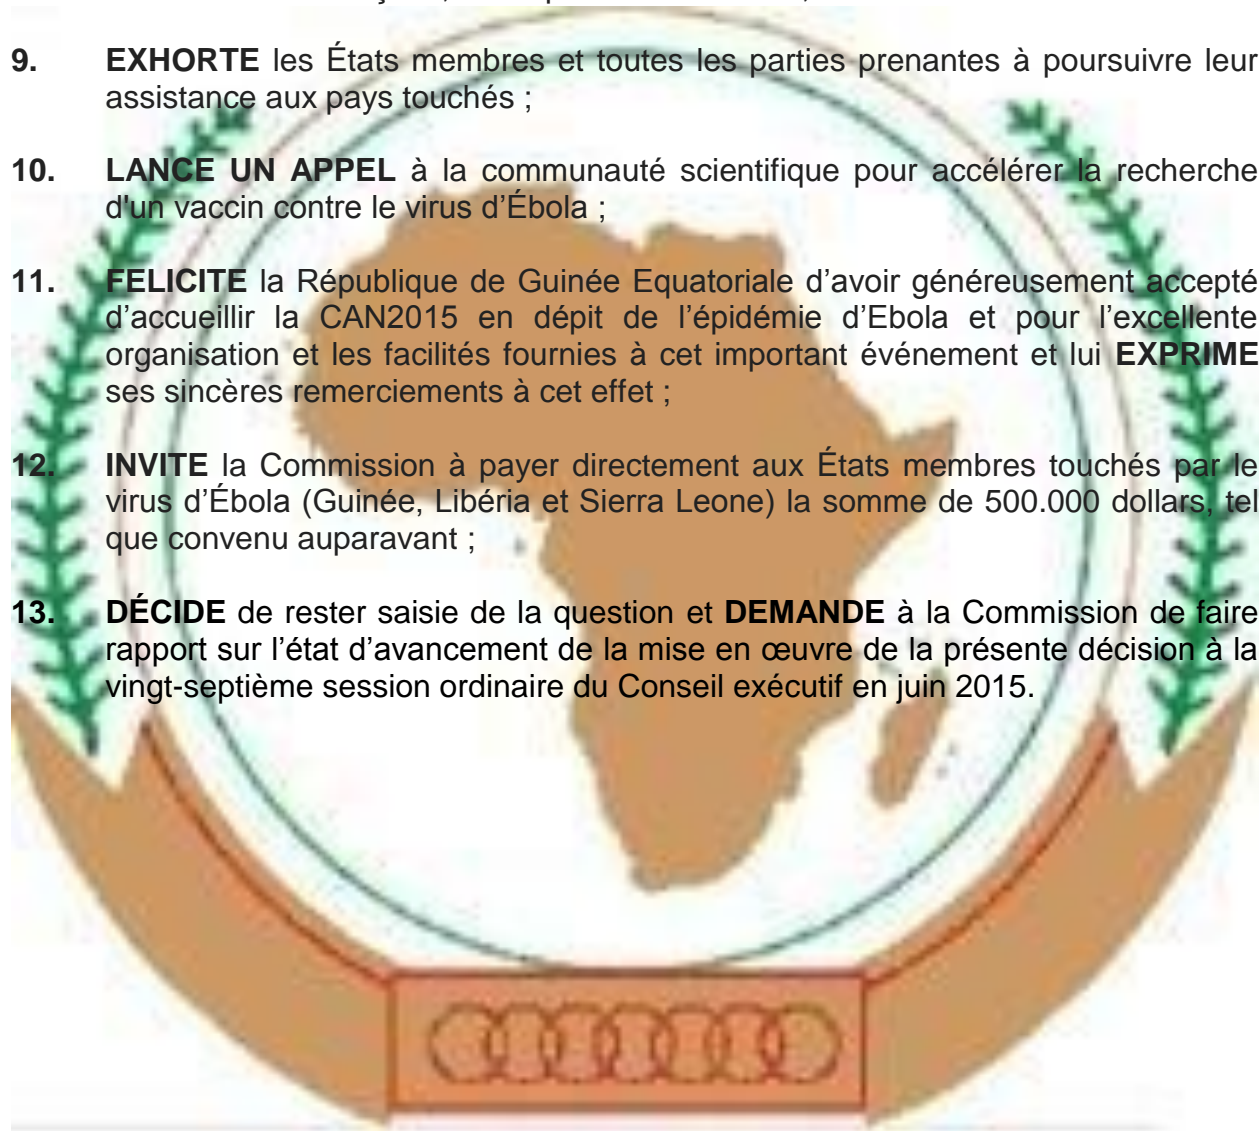 9. EXHORTE les États membres et toutes les parties prenantes à poursuivre leur
assistance aux pays touchés ;
10. LANCE UN APPEL à la communauté scientifique pour accélérer la recherche
d'un vaccin contre le virus d’Ébola ;
11. FELICITE la République de Guinée Equatoriale d’avoir généreusement accepté
d’accueillir la CAN2015 en dépit de l’épidémie d’Ebola et pour l’excellente
organisation et les facilités fournies à cet important événement et lui EXPRIME
ses sincères remerciements à cet effet ;
12. INVITE la Commission à payer directement aux États membres touchés par le
virus d’Ébola (Guinée, Libéria et Sierra Leone) la somme de 500.000 dollars, tel
que convenu auparavant ;
13. DÉCIDE de rester saisie de la question et DEMANDE à la Commission de faire
rapport sur l’état d’avancement de la mise en œuvre de la présente décision à la
vingt-septième session ordinaire du Conseil exécutif en juin 2015.